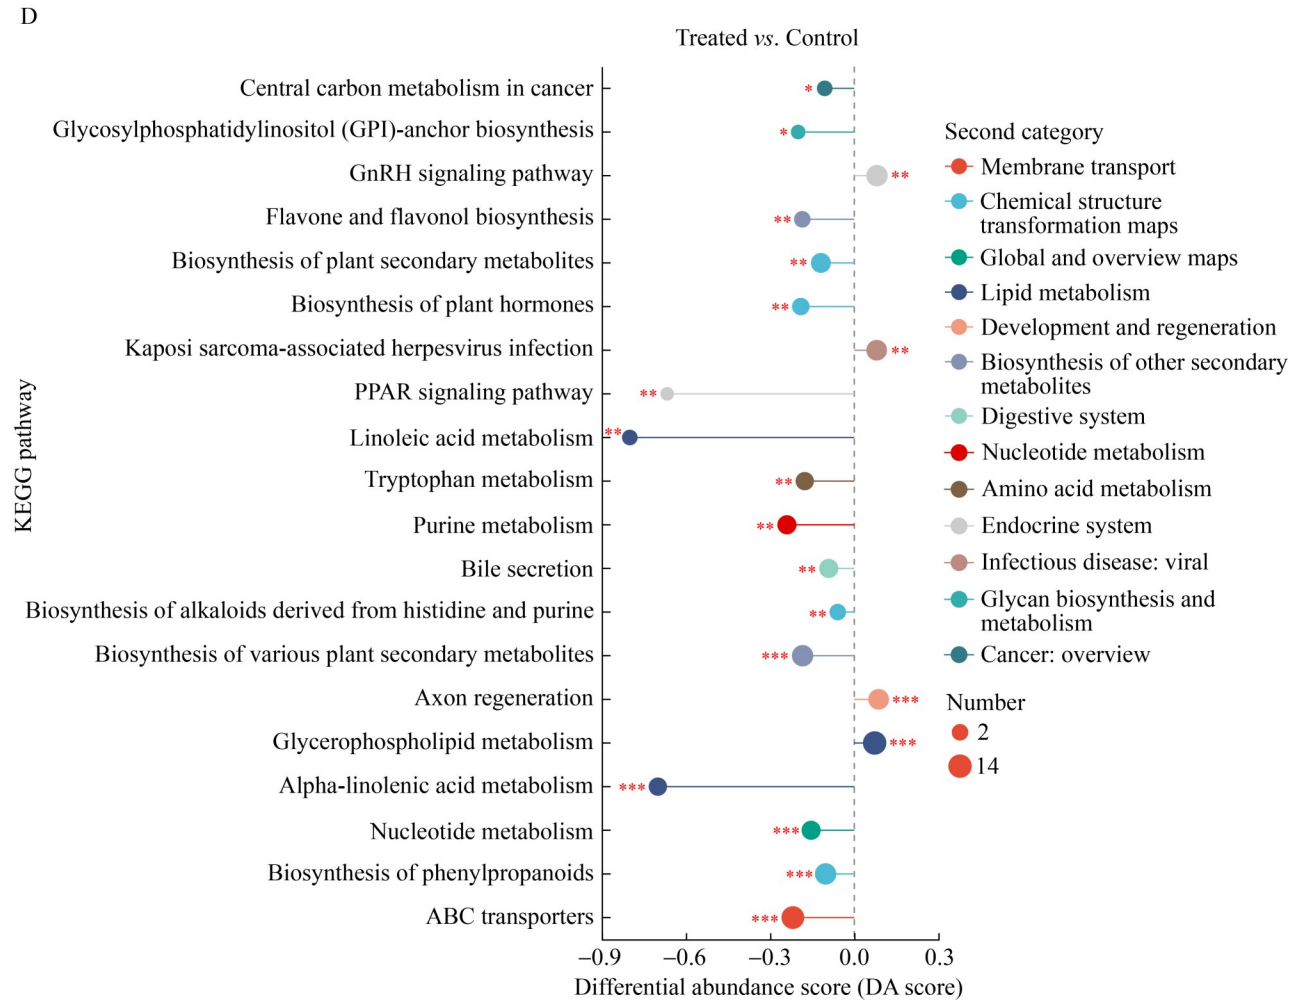 D
Treated vs. Control
KEGG pathway
Central carbon metabolism in cancer
*
Glycosylphosphatidylinositol (GPI)-anchor biosynthesis
*
GnRH signaling pathway
**
Flavone and flavonol biosynthesis
**
Biosynthesis of plant secondary metabolites
**
Biosynthesis of plant hormones
**
Kaposi sarcoma-associated herpesvirus infection
**
PPAR signaling pathway
**
Linoleic acid metabolism
**
Tryptophan metabolism
**
Purine metabolism
**
Bile secretion
**
Biosynthesis of alkaloids derived from histidine and purine
**
Biosynthesis of various plant secondary metabolites
***
Axon regeneration
***
Glycerophospholipid metabolism
***
Alpha-linolenic acid metabolism
***
Nucleotide metabolism
***
Biosynthesis of phenylpropanoids
***
ABC transporters
***
−0.9 −0.6 −0.3 0.0 0.3
Differential abundance score (DA score)
Second category
Membrane transport
Chemical structure
transformation maps
Global and overview maps
Lipid metabolism
Development and regeneration
Biosynthesis of other secondary
metabolites
Digestive system
Nucleotide metabolism
Amino acid metabolism
Endocrine system
Infectious disease: viral
Glycan biosynthesis and
metabolism
Cancer: overview
Number
2
14